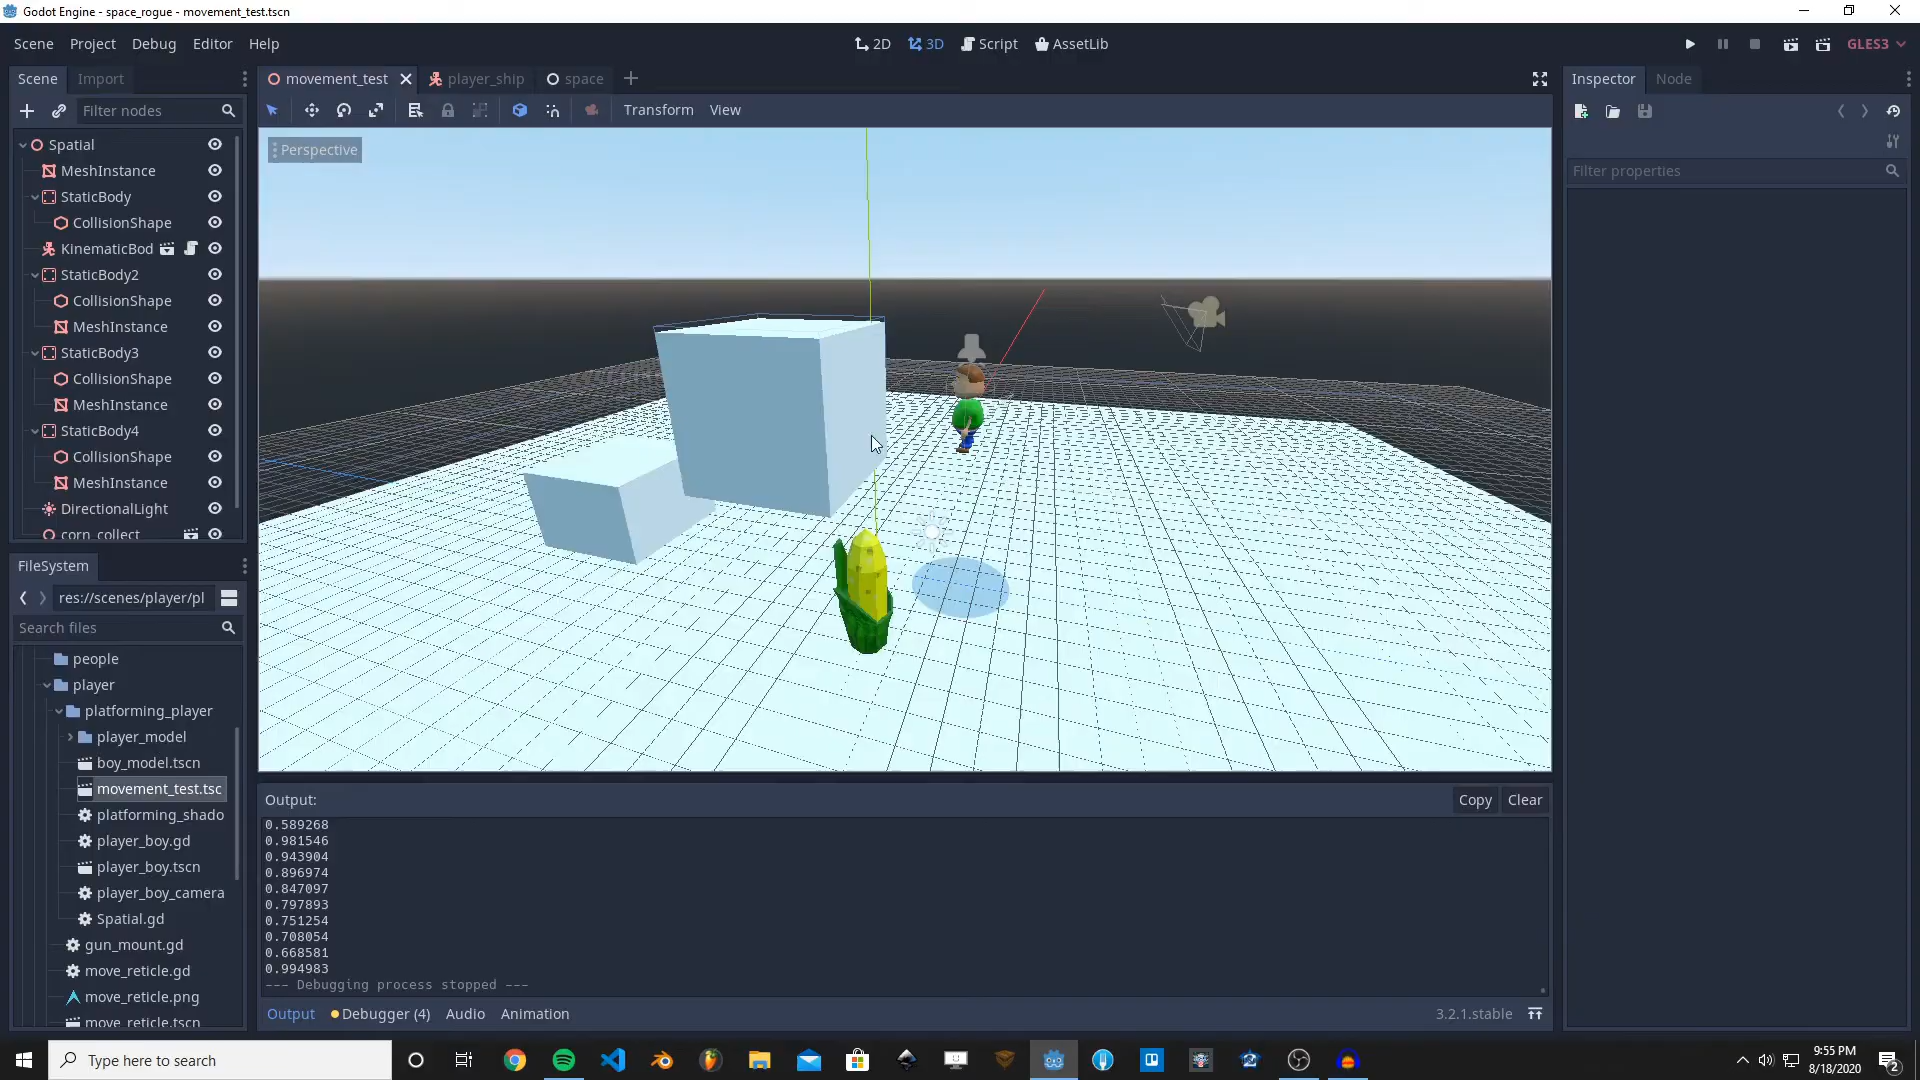 Godot Engine - space_rogue - movement_test.tscn
Scene Project Debug Editor Help
2D 3D Script AssetLib
GLES3
Scene Import
movement_test player_ship space
Inspector Node
Filter nodes
Transform View
Perspective
Filter properties
Spatial
MeshInstance
StaticBody
CollisionShape
KinematicBod
StaticBody2
CollisionShape
MeshInstance
StaticBody3
CollisionShape
MeshInstance
StaticBody4
CollisionShape
MeshInstance
DirectionalLight
corn_collect
FileSystem
res://scenes/player/pl
Search files
people
player
platforming_player
player_model
boy_model.tscn
movement_test.tsc
platforming_shado
player_boy.gd
player_boy.tscn
player_boy_camera
Spatial.gd
gun_mount.gd
move_reticle.gd
move_reticle.png
move_reticle.tscn
Output:
Copy Clear
0.589268
0.981546
0.943904
0.896974
0.847097
0.797893
0.751254
0.708054
0.668581
0.994983
--- Debugging process stopped ---
Output Debugger (4) Audio Animation
3.2.1.stable
Type here to search
9:55 PM
8/18/2020
2